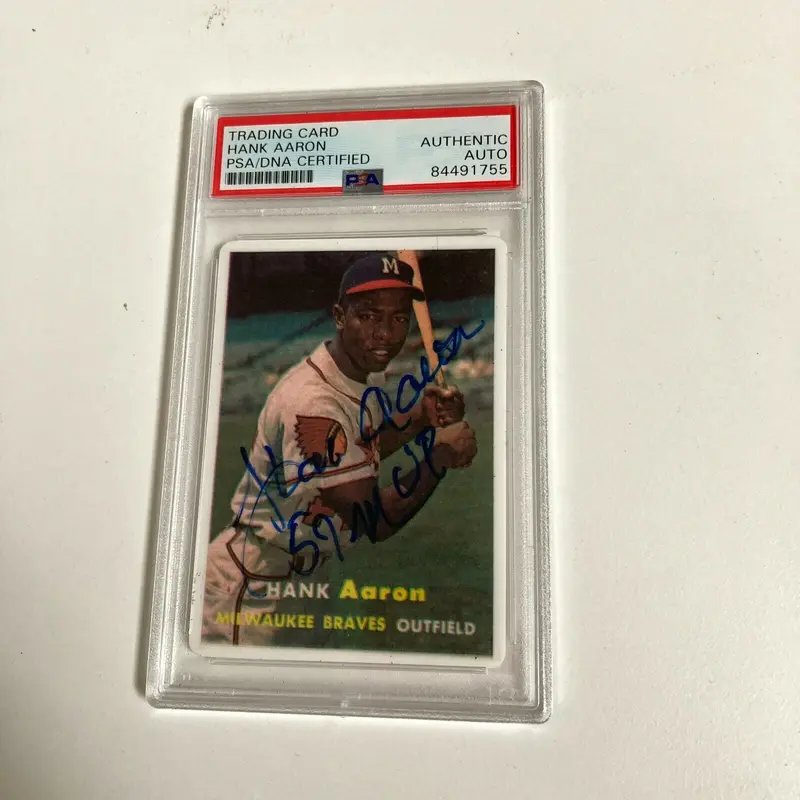 TRADING CARD
HANK AARON
PSA/DNA CERTIFIED
AUTHENTIC
AUTO
84491755
PSA
M
Hank Aaron
57 MVP
HANK Aaron
MILWAUKEE BRAVES OUTFIELD